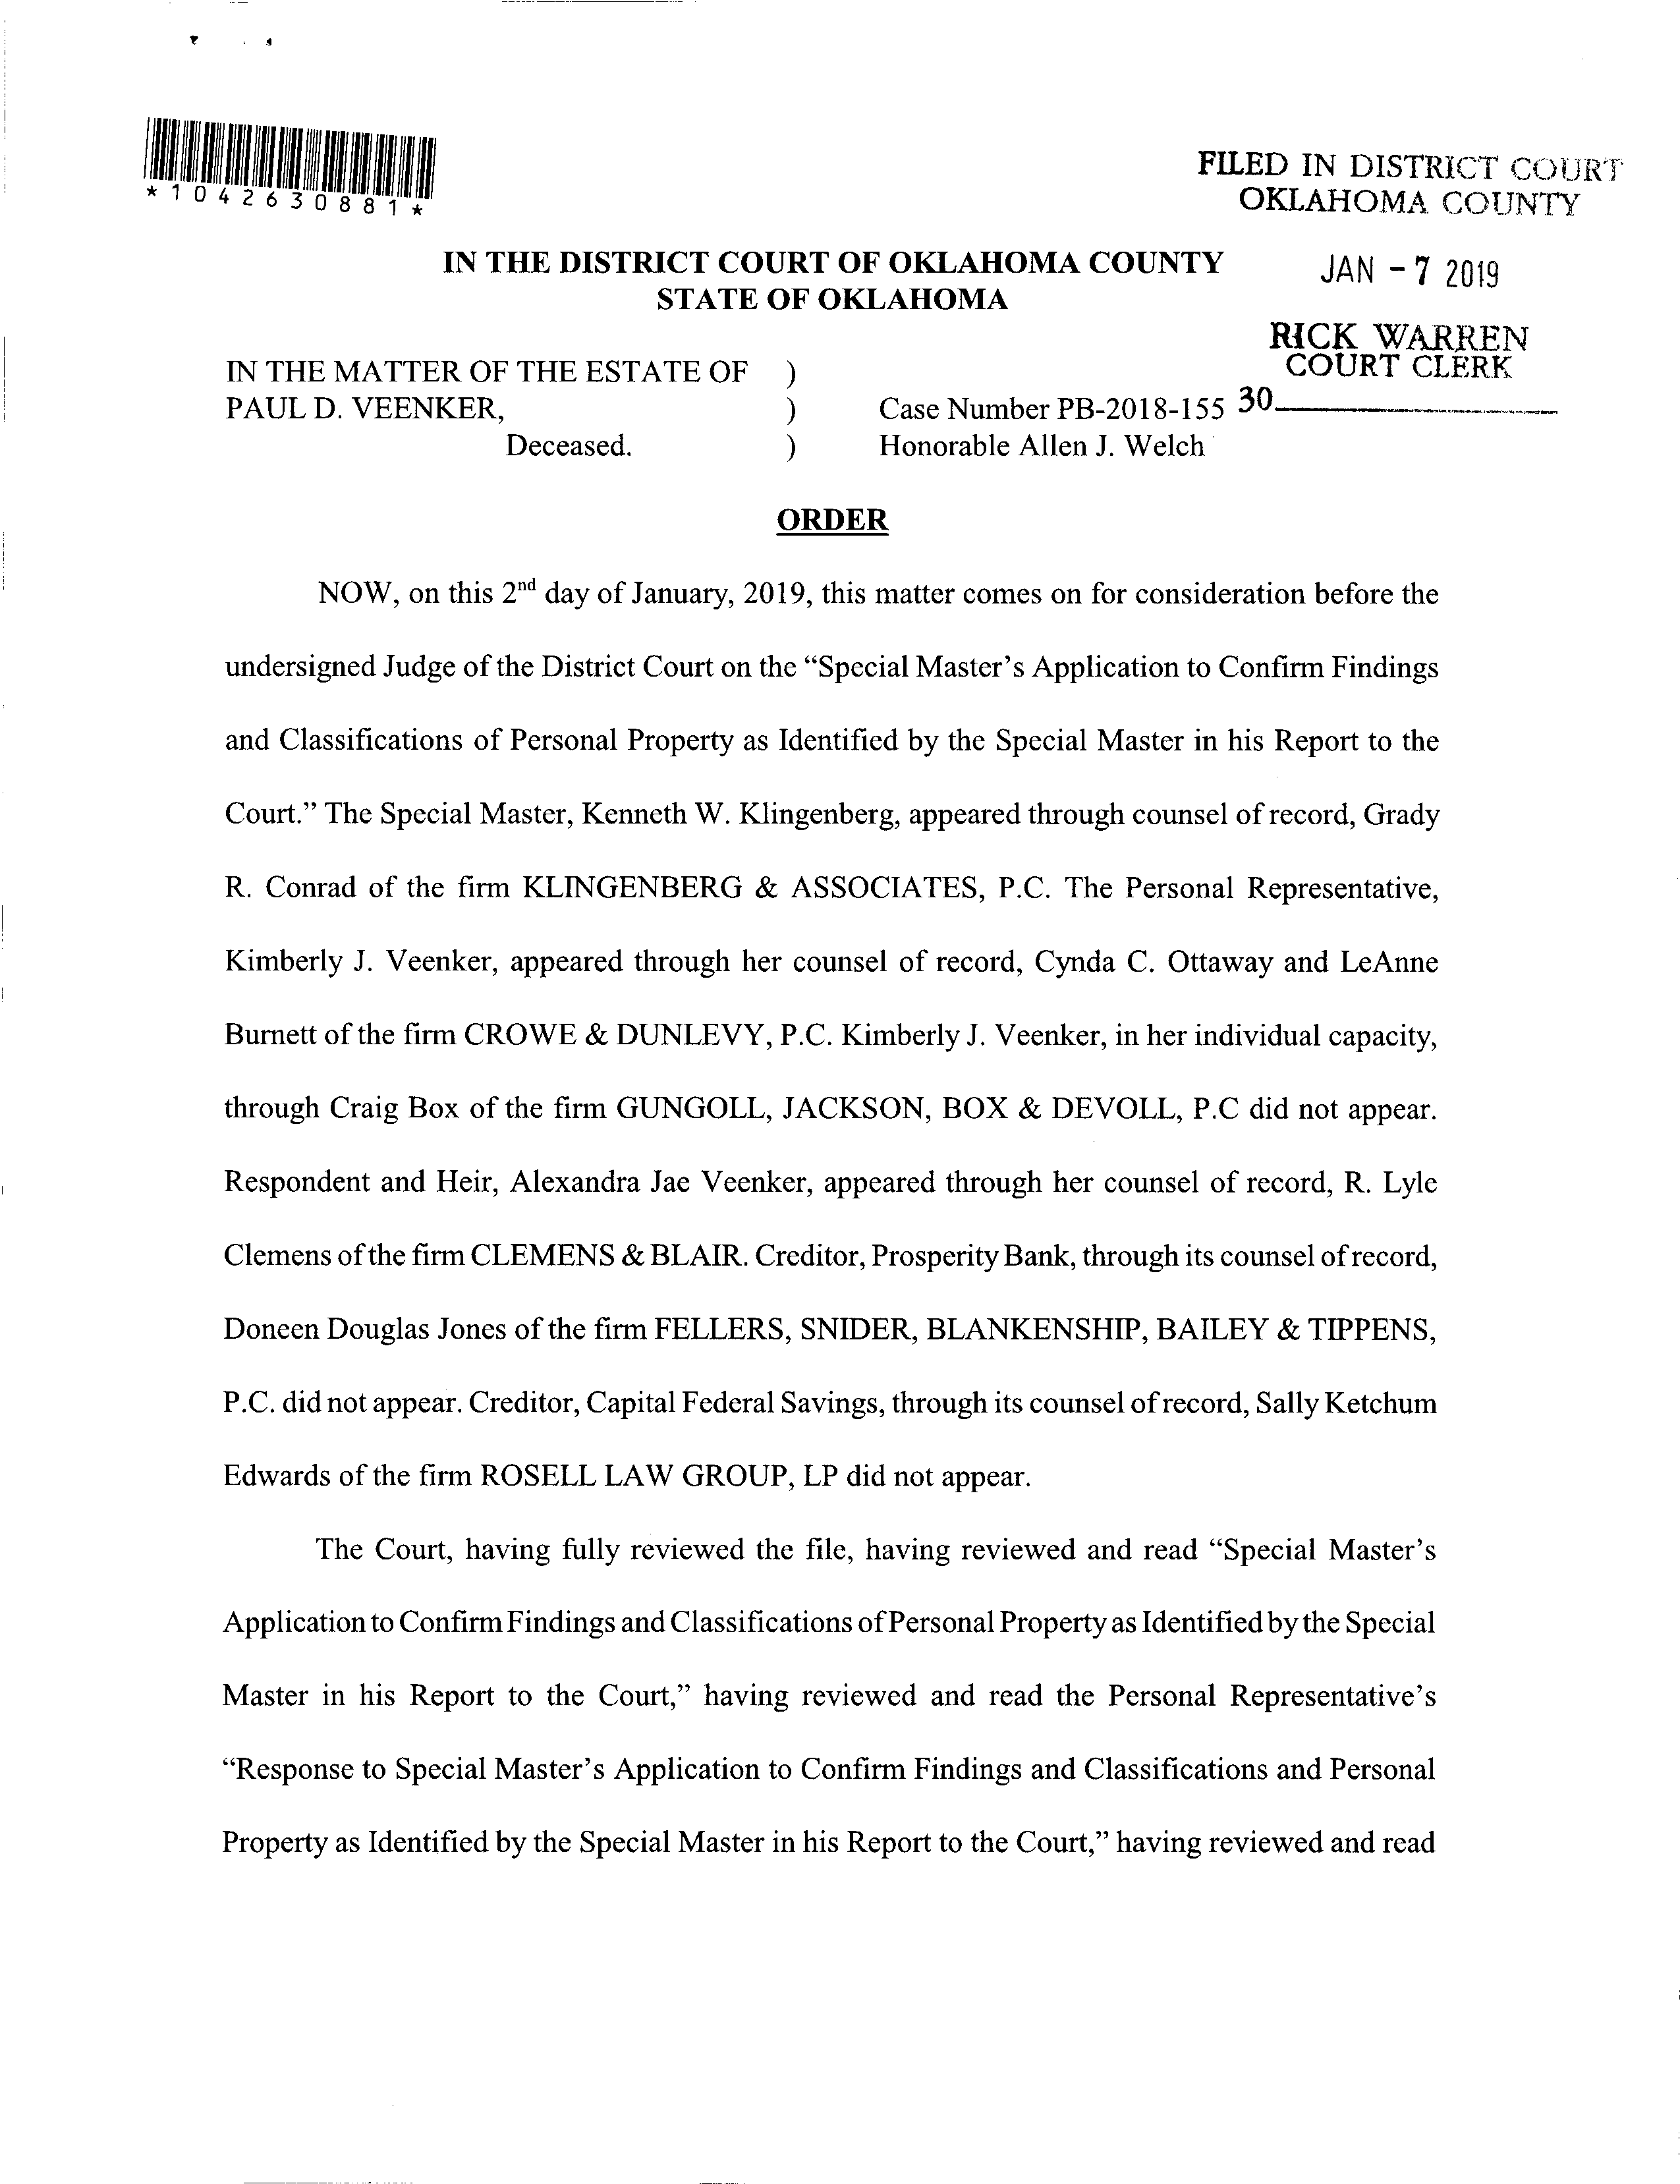 *1042630881*
FILED IN DISTRICT COURT
OKLAHOMA COUNTY
IN THE DISTRICT COURT OF OKLAHOMA COUNTY
STATE OF OKLAHOMA
JAN - 7 2019
RICK WARREN
COURT CLERK
IN THE MATTER OF THE ESTATE OF )
PAUL D. VEENKER, ) Case Number PB-2018-155 30
Deceased. ) Honorable Allen J. Welch
ORDER
NOW, on this 2nd day of January, 2019, this matter comes on for consideration before the
undersigned Judge of the District Court on the “Special Master’s Application to Confirm Findings
and Classifications of Personal Property as Identified by the Special Master in his Report to the
Court.” The Special Master, Kenneth W. Klingenberg, appeared through counsel of record, Grady
R. Conrad of the firm KLINGENBERG & ASSOCIATES, P.C. The Personal Representative,
Kimberly J. Veenker, appeared through her counsel of record, Cynda C. Ottaway and LeAnne
Burnett of the firm CROWE & DUNLEVY, P.C. Kimberly J. Veenker, in her individual capacity,
through Craig Box of the firm GUNGOLL, JACKSON, BOX & DEVOLL, P.C did not appear.
Respondent and Heir, Alexandra Jae Veenker, appeared through her counsel of record, R. Lyle
Clemens of the firm CLEMENS & BLAIR. Creditor, Prosperity Bank, through its counsel of record,
Doneen Douglas Jones of the firm FELLERS, SNIDER, BLANKENSHIP, BAILEY & TIPPENS,
P.C. did not appear. Creditor, Capital Federal Savings, through its counsel of record, Sally Ketchum
Edwards of the firm ROSELL LAW GROUP, LP did not appear.
The Court, having fully reviewed the file, having reviewed and read “Special Master’s
Application to Confirm Findings and Classifications of Personal Property as Identified by the Special
Master in his Report to the Court,” having reviewed and read the Personal Representative’s
“Response to Special Master’s Application to Confirm Findings and Classifications and Personal
Property as Identified by the Special Master in his Report to the Court,” having reviewed and read